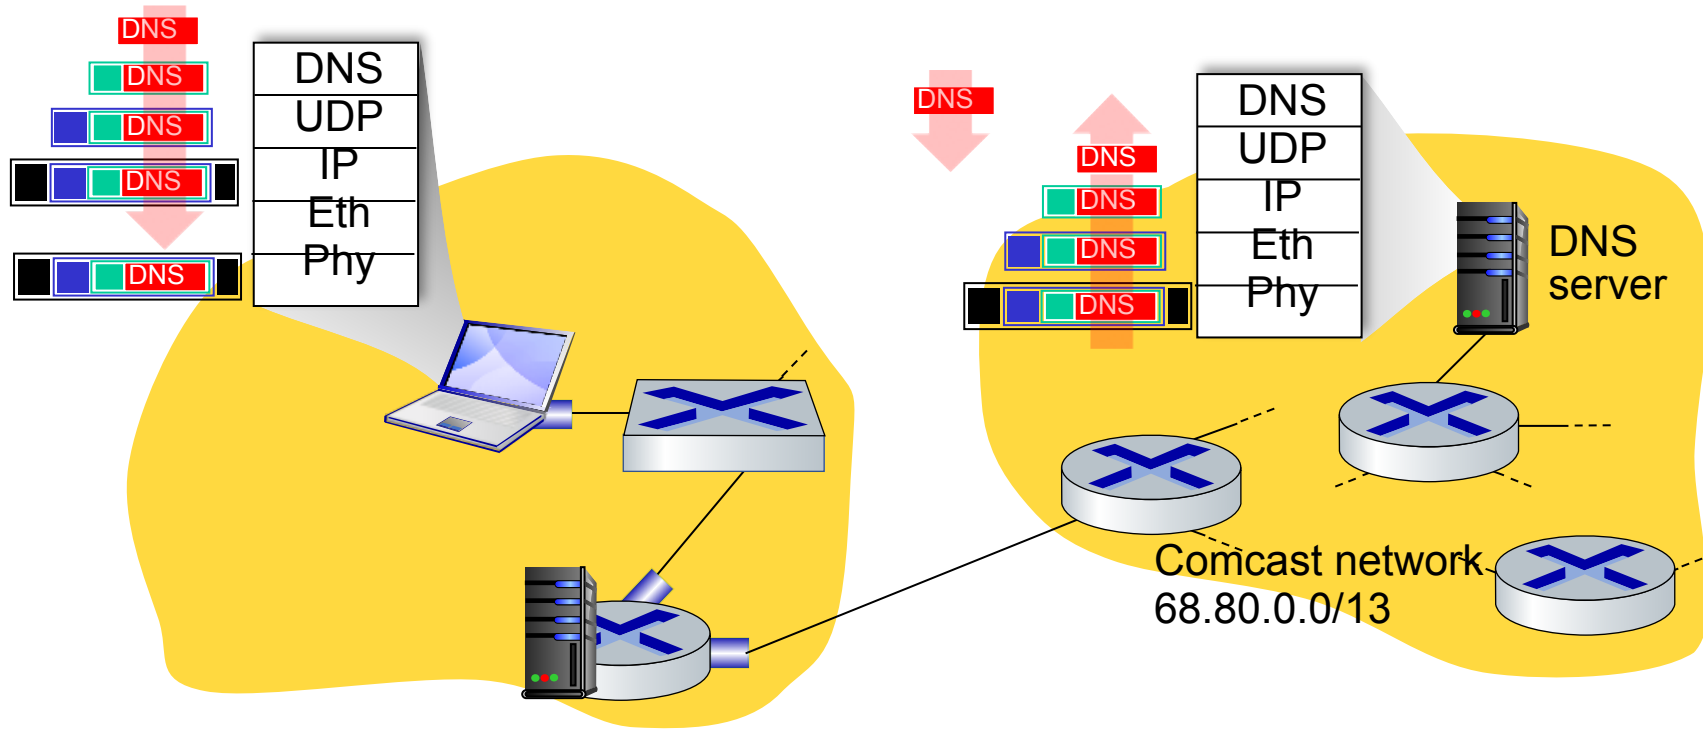 DNS
DNS
DNS
DNS
DNS
DNS
UDP
IP
Eth
Phy
DNS
DNS
DNS
DNS
DNS
DNS
UDP
IP
Eth
Phy
DNS
server
Comcast network
68.80.0.0/13